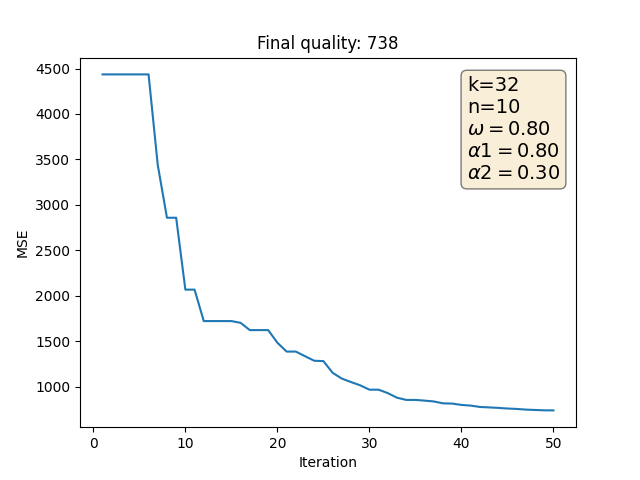 Final quality: 738
4500
4000
3500
3000
2500
2000
1500
1000
MSE
k=32
n=10
ω = 0.80
α1 = 0.80
α2 = 0.30
0 10 20 30 40 50
Iteration